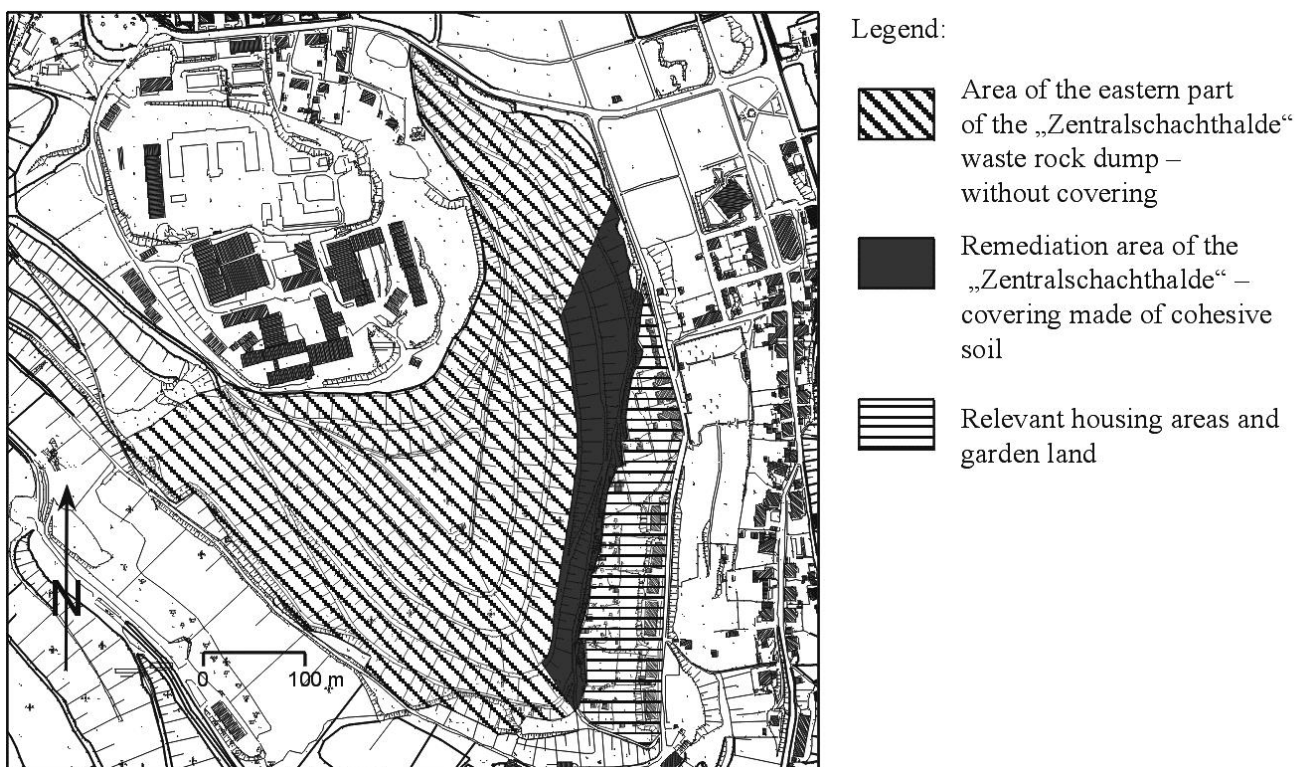 Legend:
Area of the eastern part
of the „Zentralschachthalde“
waste rock dump –
without covering
Remediation area of the
„Zentralschachthalde“ –
covering made of cohesive
soil
Relevant housing areas and
garden land
N
0 100 m